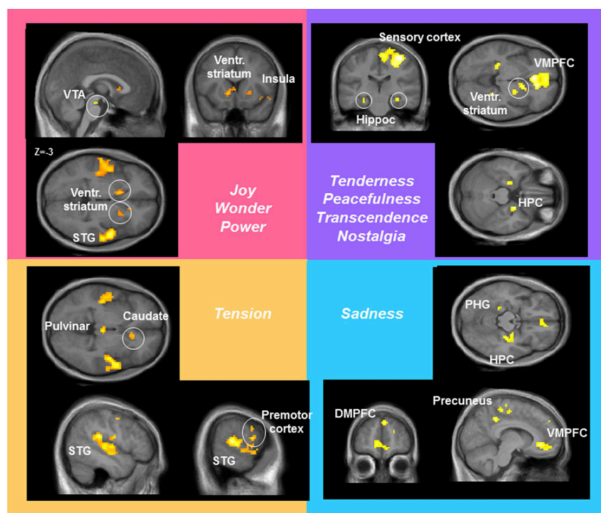 VTA
Ventr.
striatum
Insula
Z=-3
Ventr.
striatum
STG
Joy
Wonder
Power
Sensory cortex
Hippoc
VMPFC
Ventr.
striatum
HPC
Tenderness
Peacefulness
Transcendence
Nostalgia
Pulvinar
Caudate
Tension
STG
Premotor
cortex
STG
Sadness
PHG
HPC
DMPFC
Precuneus
VMPFC